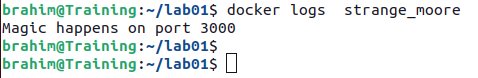 brahim@Training:~/lab01$ docker logs  strange_moore
Magic happens on port 3000
brahim@Training:~/lab01$
brahim@Training:~/lab01$